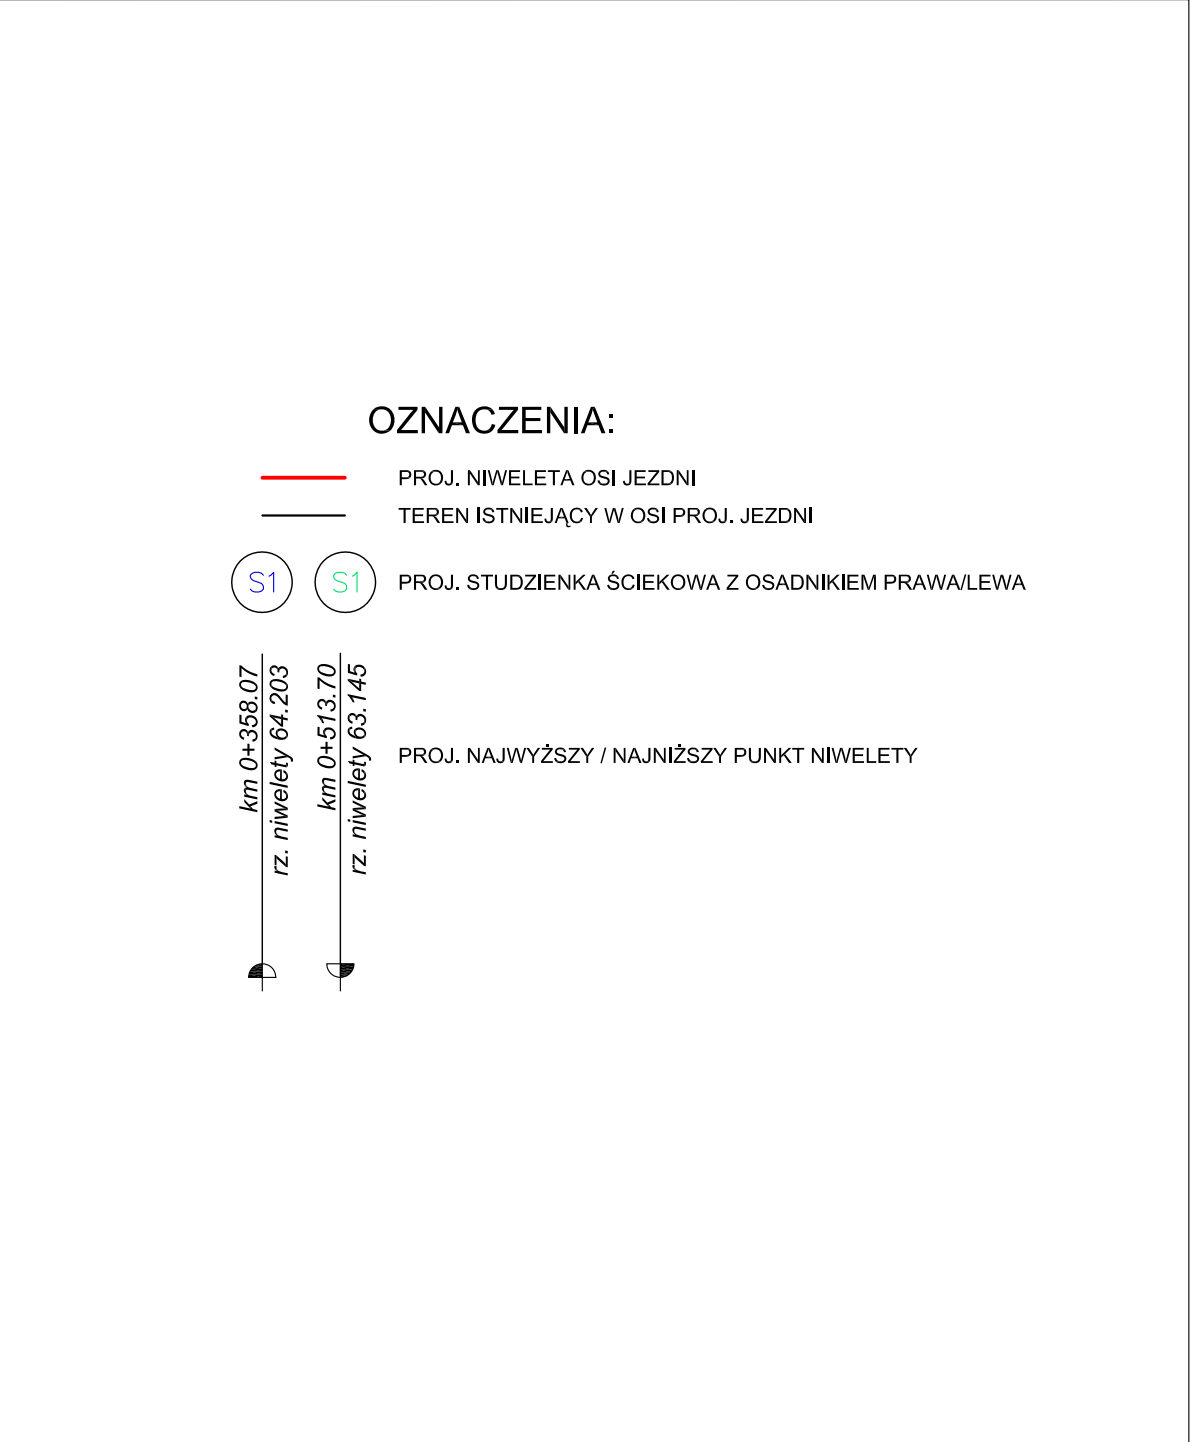 OZNACZENIA:
PROJ. NIWELETA OSI JEZDNI
TEREN ISTNIEJĄCY W OSI PROJ. JEZDNI
S1 S1 PROJ. STUDZIENKA ŚCIEKOWA Z OSADNIKIEM PRAWA/LEWA
km 0+358.07
rz. niwelety 64.203
km 0+513.70
rz. niwelety 63.145
PROJ. NAJWYŻSZY / NAJNIŻSZY PUNKT NIWELETY